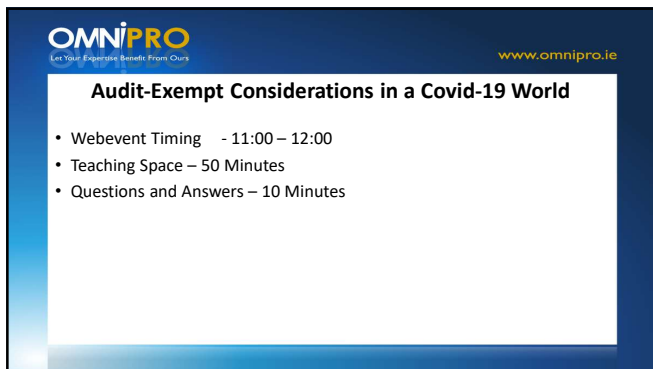 OMNIPRO
Let Your Expertise Benefit From Ours
www.omnipro.ie
Audit-Exempt Considerations in a Covid-19 World
• Webevent Timing - 11:00 – 12:00
• Teaching Space – 50 Minutes
• Questions and Answers – 10 Minutes